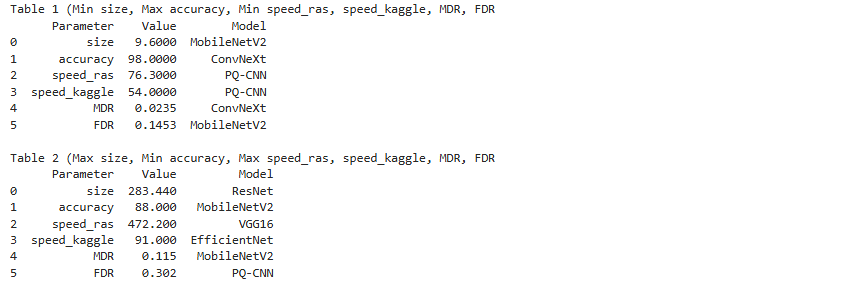 Table 1 (Min size, Max accuracy, Min speed_ras, speed_kaggle, MDR, FDR
Parameter Value Model
0 size 9.6000 MobileNetV2
1 accuracy 98.0000 ConvNeXt
2 speed_ras 76.3000 PQ-CNN
3 speed_kaggle 54.0000 PQ-CNN
4 MDR 0.0235 ConvNeXt
5 FDR 0.1453 MobileNetV2
Table 2 (Max size, Min accuracy, Max speed_ras, speed_kaggle, MDR, FDR
Parameter Value Model
0 size 283.440 ResNet
1 accuracy 88.000 MobileNetV2
2 speed_ras 472.200 VGG16
3 speed_kaggle 91.000 EfficientNet
4 MDR 0.115 MobileNetV2
5 FDR 0.302 PQ-CNN